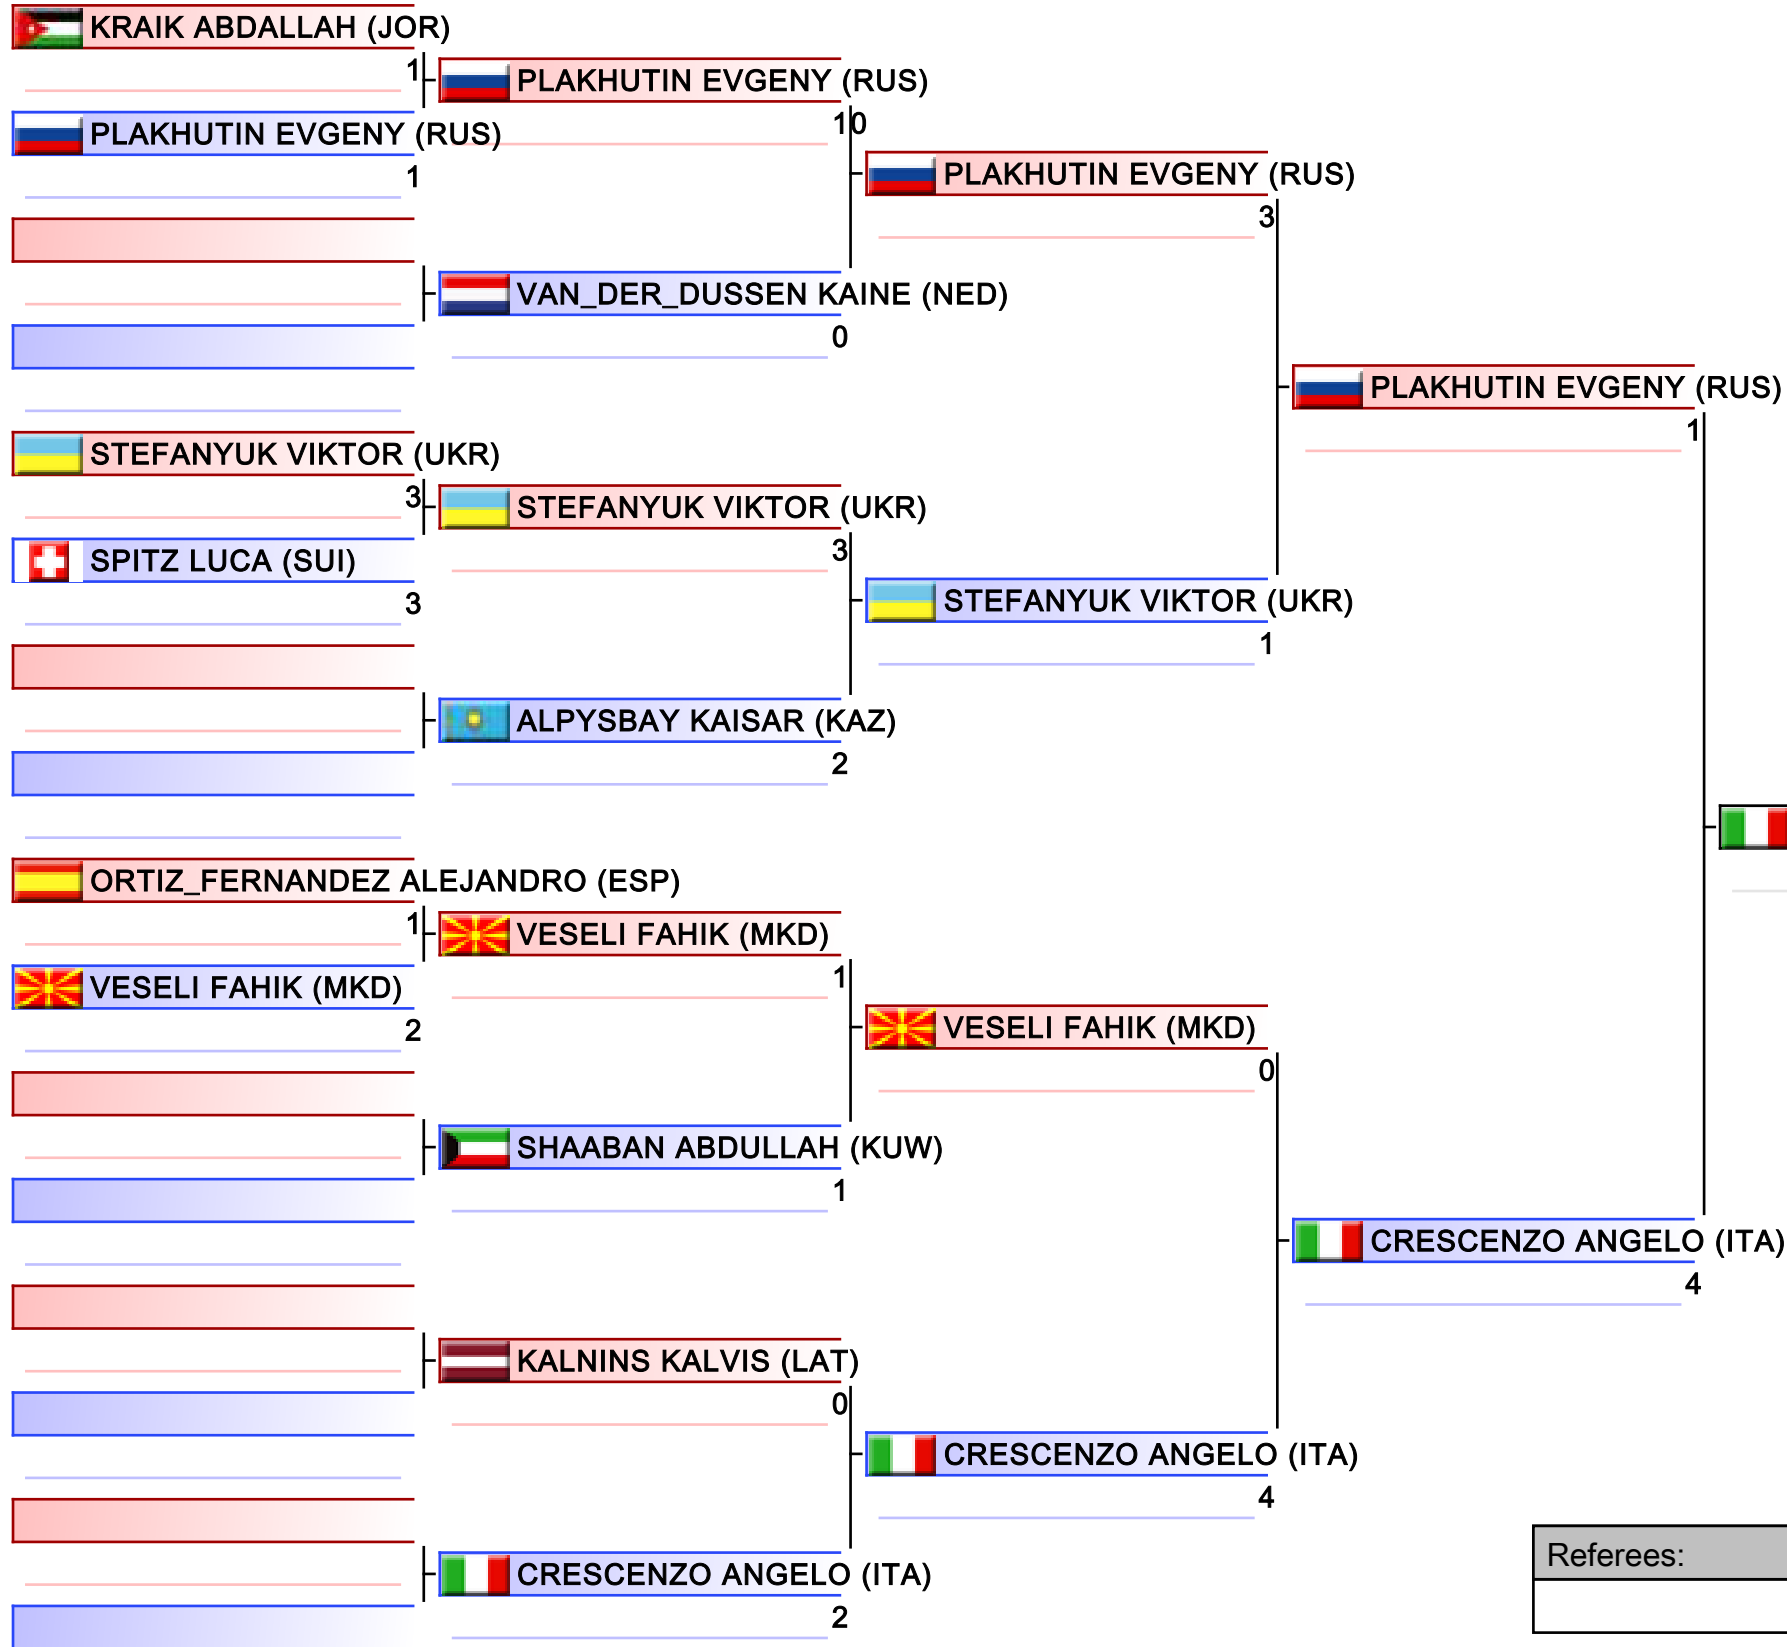 KRAIK ABDALLAH (JOR)
1
PLAKHUTIN EVGENY (RUS)
10
PLAKHUTIN EVGENY (RUS)
1
PLAKHUTIN EVGENY (RUS)
3
VAN_DER_DUSSEN KAINE (NED)
0
PLAKHUTIN EVGENY (RUS)
1
STEFANYUK VIKTOR (UKR)
3
STEFANYUK VIKTOR (UKR)
3
SPITZ LUCA (SUI)
3
STEFANYUK VIKTOR (UKR)
1
ALPYSBAY KAISAR (KAZ)
2
ORTIZ_FERNANDEZ ALEJANDRO (ESP)
1
VESELI FAHIK (MKD)
1
VESELI FAHIK (MKD)
2
VESELI FAHIK (MKD)
0
SHAABAN ABDULLAH (KUW)
1
CRESCENZO ANGELO (ITA)
4
KALNINS KALVIS (LAT)
0
CRESCENZO ANGELO (ITA)
4
CRESCENZO ANGELO (ITA)
2
Referees: